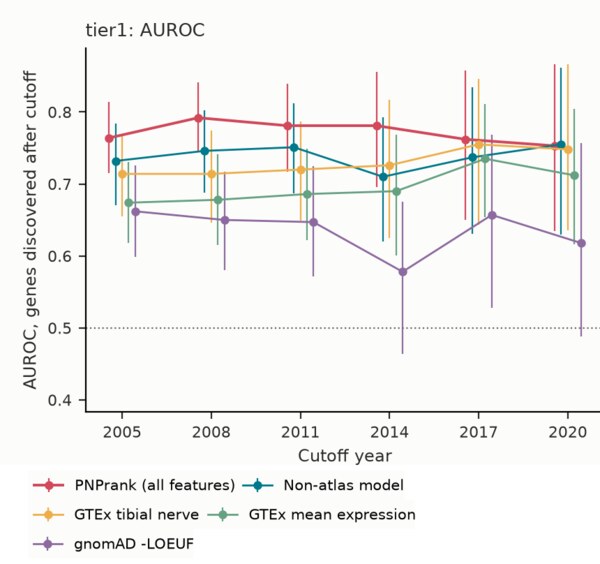 tier1: AUROC
AUROC, genes discovered after cutoff
0.8
0.7
0.6
0.5
0.4
2005 2008 2011 2014 2017 2020
Cutoff year
PNPrank (all features) Non-atlas model
GTEx tibial nerve GTEx mean expression
gnomAD -LOEUF